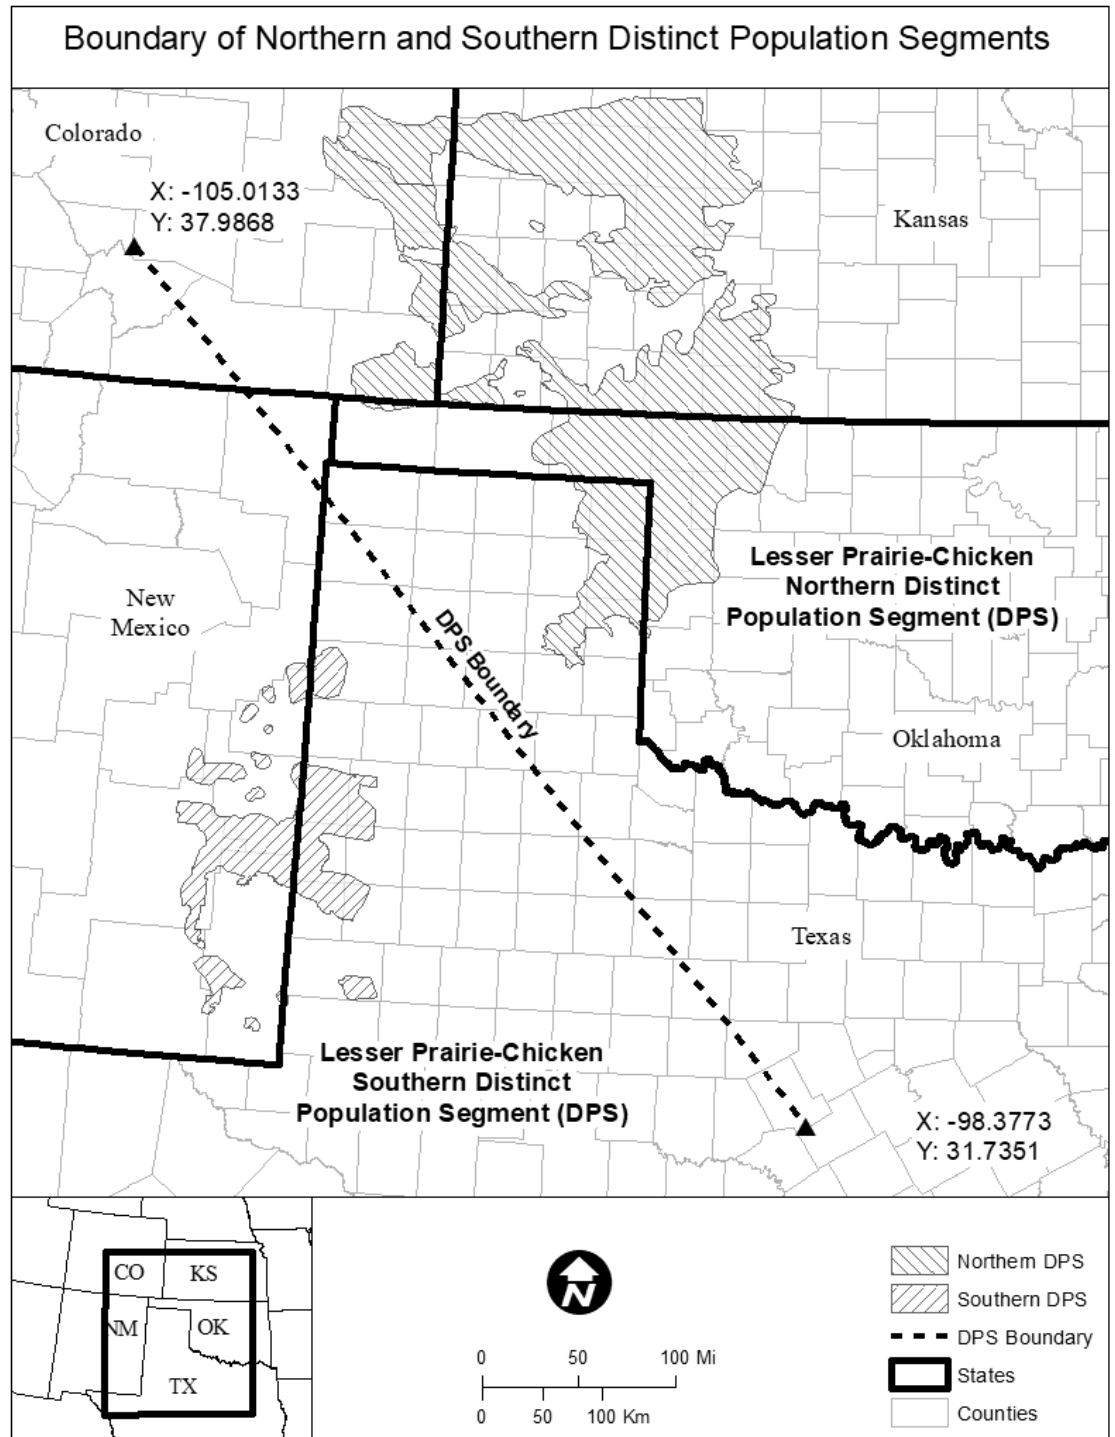 Boundary of Northern and Southern Distinct Population Segments
Colorado
X: -105.0133
Y: 37.9868
Kansas
New
Mexico
Lesser Prairie-Chicken
Northern Distinct
Population Segment (DPS)
DPS Boundary
Oklahoma
Texas
Lesser Prairie-Chicken
Southern Distinct
Population Segment (DPS)
X: -98.3773
Y: 31.7351
CO
KS
NM
OK
TX
N
0 50 100 Mi
0 50 100 Km
Northern DPS
Southern DPS
DPS Boundary
States
Counties